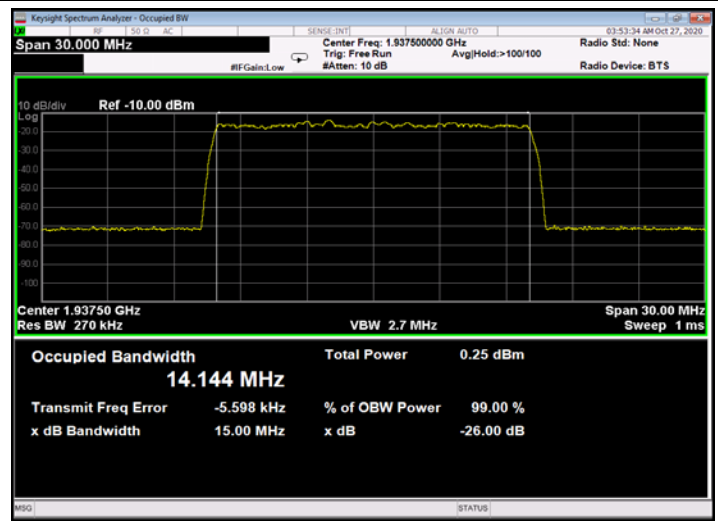 Keysight Spectrum Analyzer - Occupied BW
RF 50 Ω AC SENSE:INT ALIGN AUTO 03:53:34 AM Oct 27, 2020
Span 30.000 MHz Center Freq: 1.937500000 GHz Radio Std: None
Trig: Free Run Avg|Hold:>100/100
#IFGain:Low #Atten: 10 dB Radio Device: BTS
10 dB/div Ref -10.00 dBm
Log
-20.0
-30.0
-40.0
-50.0
-60.0
-70.0
-80.0
-90.0
-100
Center 1.93750 GHz Span 30.00 MHz
Res BW 270 kHz VBW 2.7 MHz Sweep 1 ms
Occupied Bandwidth Total Power 0.25 dBm
14.144 MHz
Transmit Freq Error -5.598 kHz % of OBW Power 99.00 %
x dB Bandwidth 15.00 MHz x dB -26.00 dB
MSG STATUS